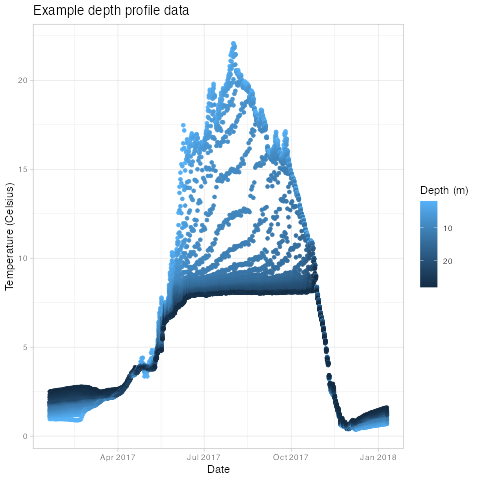 Example depth profile data
20
15
10
5
0
Temperature (Celsius)
Apr 2017
Jul 2017
Oct 2017
Jan 2018
Date
Depth (m)
10
20